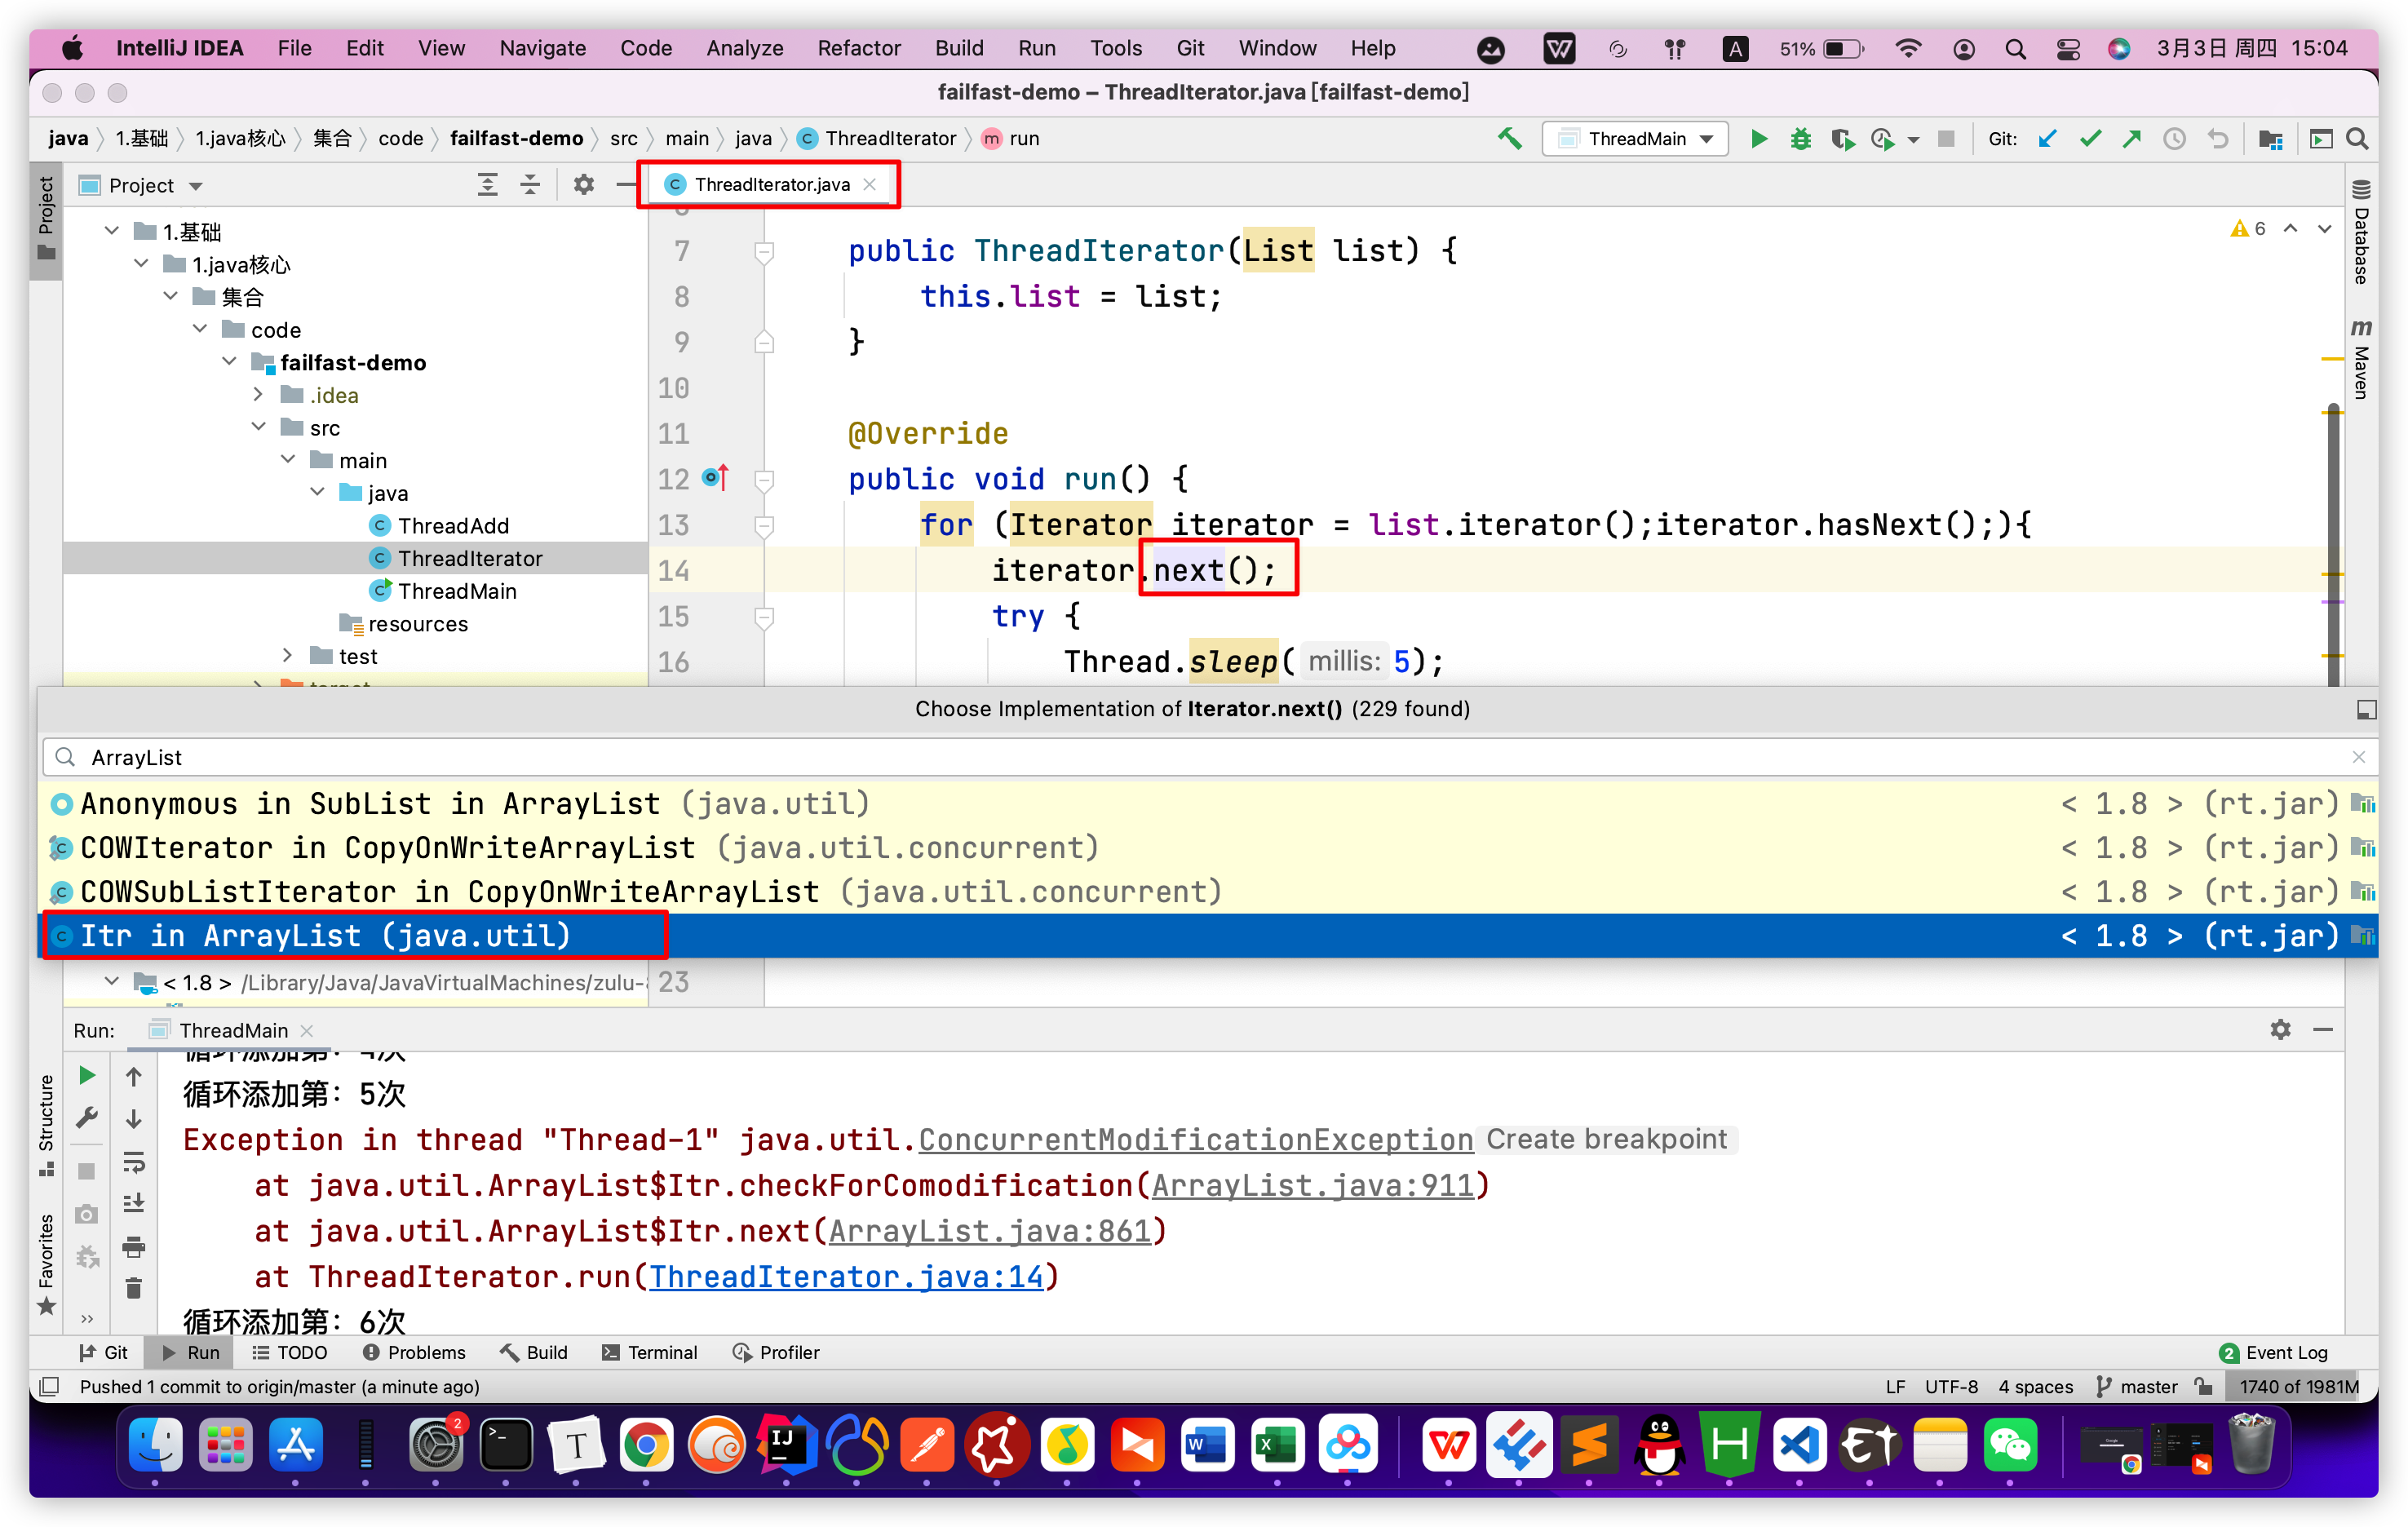 IntelliJ IDEA File Edit View Navigate Code Analyze Refactor Build Run Tools Git Window Help A 51% 3月3日 周四 15:04
failfast-demo – ThreadIterator.java [failfast-demo]
java 1.基础 1.java核心 集合 code failfast-demo src main java ThreadIterator run ThreadMain Git:
Project ThreadIterator.java
Project
1.基础
1.java核心
集合
code
failfast-demo
.idea
src
main
java
ThreadAdd
ThreadIterator
ThreadMain
resources
test
6
7 public ThreadIterator(List list) {
8 this.list = list;
9 }
10
11 @Override
12 public void run() {
13 for (Iterator iterator = list.iterator();iterator.hasNext();){
14 iterator.next();
15 try {
16 Thread.sleep( millis: 5);
Database
Maven
Choose Implementation of Iterator.next() (229 found)
ArrayList
Anonymous in SubList in ArrayList (java.util) < 1.8 > (rt.jar)
COWIterator in CopyOnWriteArrayList (java.util.concurrent) < 1.8 > (rt.jar)
COWSubListIterator in CopyOnWriteArrayList (java.util.concurrent) < 1.8 > (rt.jar)
Itr in ArrayList (java.util) < 1.8 > (rt.jar)
< 1.8 > /Library/Java/JavaVirtualMachines/zulu- 23
Run: ThreadMain
Structure
Favorites
循环添加第：4次
循环添加第：5次
Exception in thread "Thread-1" java.util.ConcurrentModificationException Create breakpoint
at java.util.ArrayList$Itr.checkForComodification(ArrayList.java:911)
at java.util.ArrayList$Itr.next(ArrayList.java:861)
at ThreadIterator.run(ThreadIterator.java:14)
循环添加第：6次
Git Run TODO Problems Build Terminal Profiler 2 Event Log
Pushed 1 commit to origin/master (a minute ago) LF UTF-8 4 spaces master 1740 of 1981M
2